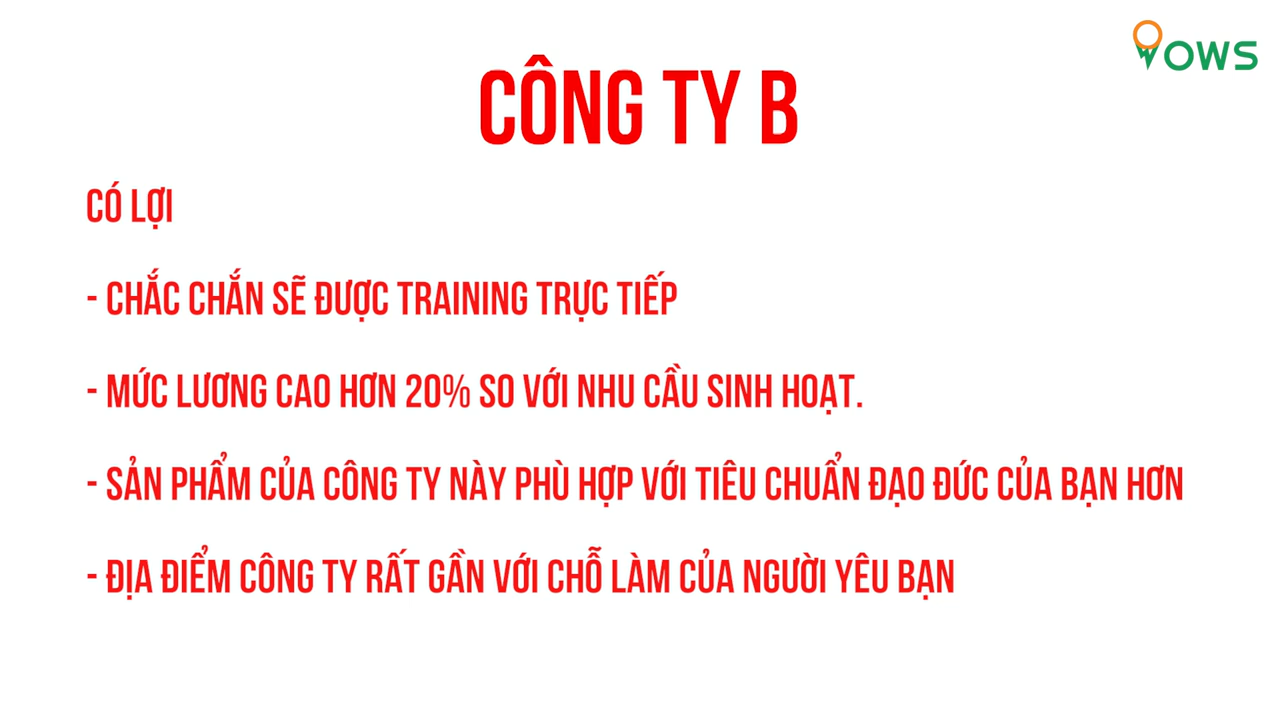 VOWS
CÔNG TY B
CÓ LỢI
- CHẮC CHẮN SẼ ĐƯỢC TRAINING TRỰC TIẾP
- MỨC LƯƠNG CAO HƠN 20% SO VỚI NHU CẦU SINH HOẠT.
- SẢN PHẨM CỦA CÔNG TY NÀY PHÙ HỢP VỚI TIÊU CHUẨN ĐẠO ĐỨC CỦA BẠN HƠN
- ĐỊA ĐIỂM CÔNG TY RẤT GẦN VỚI CHỖ LÀM CỦA NGƯỜI YÊU BẠN